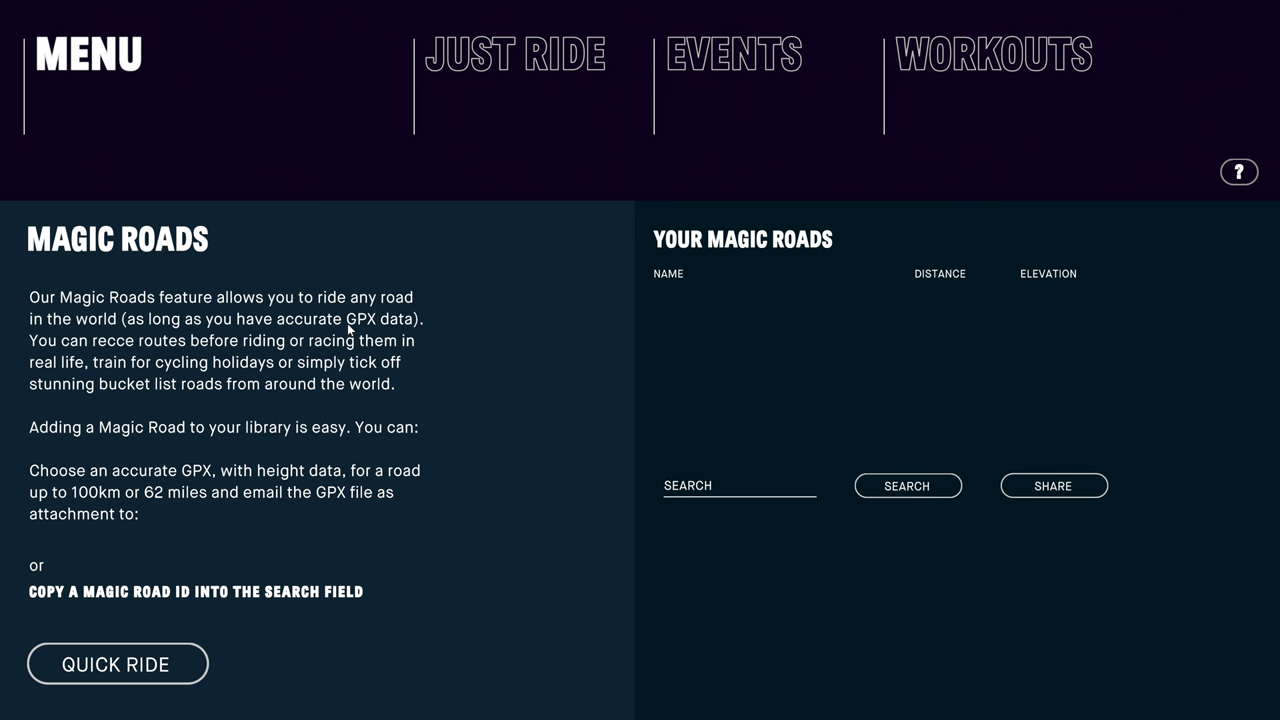 MENU
JUST RIDE
EVENTS
WORKOUTS
?
MAGIC ROADS
Our Magic Roads feature allows you to ride any road
in the world (as long as you have accurate GPX data).
You can recce routes before riding or racing them in
real life, train for cycling holidays or simply tick off
stunning bucket list roads from around the world.
Adding a Magic Road to your library is easy. You can:
Choose an accurate GPX, with height data, for a road
up to 100km or 62 miles and email the GPX file as
attachment to:
or
COPY A MAGIC ROAD ID INTO THE SEARCH FIELD
QUICK RIDE
YOUR MAGIC ROADS
NAME DISTANCE ELEVATION
SEARCH SEARCH SHARE